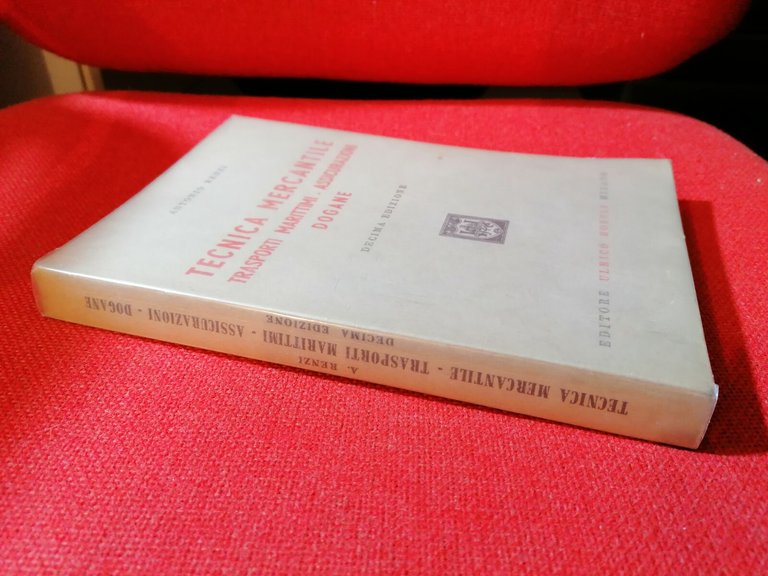 ANTONIO RENZI
TECNICA MERCANTILE
TRASPORTI MARITTIMI - ASSICURAZIONI
DOGANE
DECIMA EDIZIONE
EDITORE ULRICO HOEPLI MILANO
A. RENZI
TECNICA MERCANTILE - TRASPORTI MARITTIMI - ASSICURAZIONI - DOGANE
DECIMA EDIZIONE